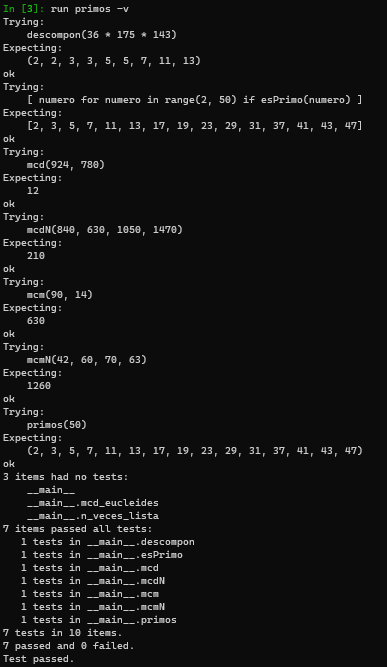 In [3]: run primos -v
Trying:
    descompon(36 * 175 * 143)
Expecting:
    (2, 2, 3, 3, 5, 5, 7, 11, 13)
ok
Trying:
    [ numero for numero in range(2, 50) if esPrimo(numero) ]
Expecting:
    [2, 3, 5, 7, 11, 13, 17, 19, 23, 29, 31, 37, 41, 43, 47]
ok
Trying:
    mcd(924, 780)
Expecting:
    12
ok
Trying:
    mcdN(840, 630, 1050, 1470)
Expecting:
    210
ok
Trying:
    mcm(90, 14)
Expecting:
    630
ok
Trying:
    mcmN(42, 60, 70, 63)
Expecting:
    1260
ok
Trying:
    primos(50)
Expecting:
    (2, 3, 5, 7, 11, 13, 17, 19, 23, 29, 31, 37, 41, 43, 47)
ok
3 items had no tests:
    __main__
    __main__.mcd_eucleides
    __main__.n_veces_lista
7 items passed all tests:
   1 tests in __main__.descompon
   1 tests in __main__.esPrimo
   1 tests in __main__.mcd
   1 tests in __main__.mcdN
   1 tests in __main__.mcm
   1 tests in __main__.mcmN
   1 tests in __main__.primos
7 tests in 10 items.
7 passed and 0 failed.
Test passed.